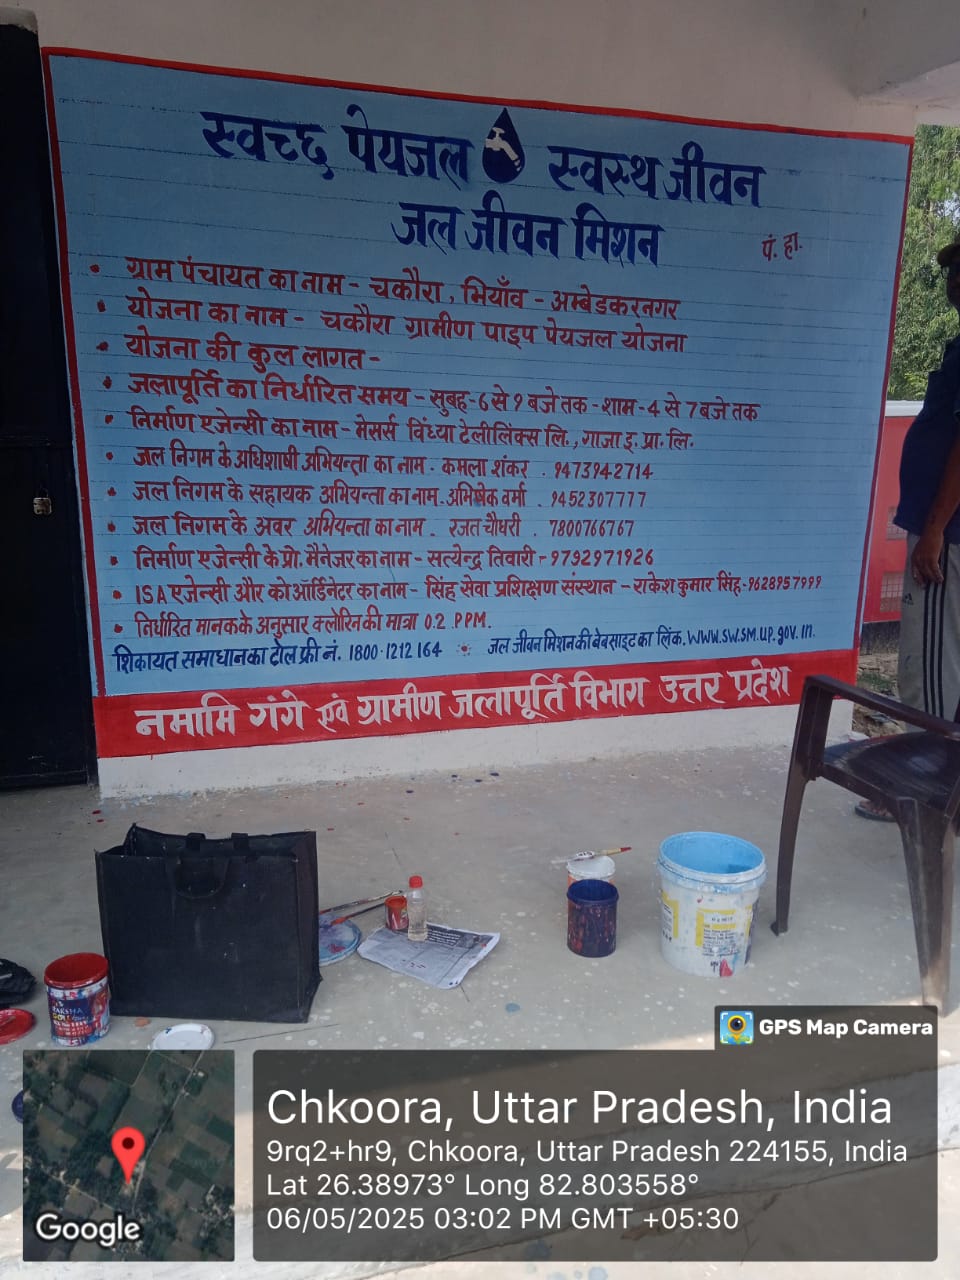 स्वच्छ पेयजल स्वस्थ जीवन
जल जीवन मिशन
पं. हा.
• ग्राम पंचायत का नाम - चकौरा, भियाँव - अम्बेडकरनगर
• योजना का नाम - चकौरा ग्रामीण पाइप पेयजल योजना
• योजना की कुल लागत -
• जलापूर्ति का निर्धारित समय - सुबह - 6 से 9 बजे तक - शाम - 4 से 7 बजे तक
• निर्माण एजेन्सी का नाम - मेसर्स विंध्या टेलीलिंक्स लि., गाजा इ. प्रा. लि.
• जल निगम के अधिशाषी अभियन्ता का नाम - कमला शंकर . 9473942714
• जल निगम के सहायक अभियन्ता का नाम. अभिषेक वर्मा . 9452307777
• जल निगम के अवर अभियन्ता का नाम . रजत चौधरी . 7800766767
• निर्माण एजेन्सी के प्रो. मैनेजर का नाम - सत्येन्द्र तिवारी - 9792971926
• ISA एजेन्सी और को ऑर्डिनेटर का नाम - सिंह सेवा प्रशिक्षण संस्थान - राकेश कुमार सिंह - 9628957999
• निर्धारित मानक के अनुसार क्लोरिन की मात्रा 0.2 PPM.
शिकायत समाधान का टोल फ्री नं. 1800-1212 164 जल जीवन मिशन की वेबसाइट का लिंक. www.swsm.up.gov.in.
नमामि गंगे एवं ग्रामीण जलापूर्ति विभाग उत्तर प्रदेश
GPS Map Camera
Chkoora, Uttar Pradesh, India
9rq2+hr9, Chkoora, Uttar Pradesh 224155, India
Lat 26.38973° Long 82.803558°
06/05/2025 03:02 PM GMT +05:30
Google